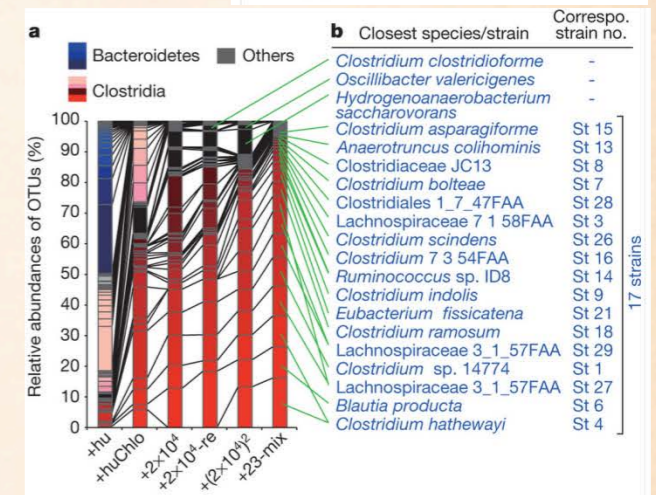 a
Bacteroidetes
Others
Clostridia
Relative abundances of OTUs (%)
100
90
80
70
60
50
40
30
20
10
0
+hu
+huChlo
+2×10⁴
+2×10⁴-re
+(2×10⁴)²
+23-mix
b Closest species/strain Correspo. strain no.
Clostridium clostridioforme -
Oscillibacter valericigenes -
Hydrogenoanaerobacterium -
saccharovorans
Clostridium asparagiforme St 15
Anaerotruncus colihominis St 13
Clostridiaceae JC13 St 8
Clostridium bolteae St 7
Clostridiales 1_7_47FAA St 28
Lachnospiraceae 7 1 58FAA St 3
Clostridium scindens St 26
Clostridium 7 3 54FAA St 16
Ruminococcus sp. ID8 St 14
Clostridium indolis St 9
Eubacterium fissicatena St 21
Clostridium ramosum St 18
Lachnospiraceae 3_1_57FAA St 29
Clostridium sp. 14774 St 1
Lachnospiraceae 3_1_57FAA St 27
Blautia producta St 6
Clostridium hathewayi St 4
17 strains